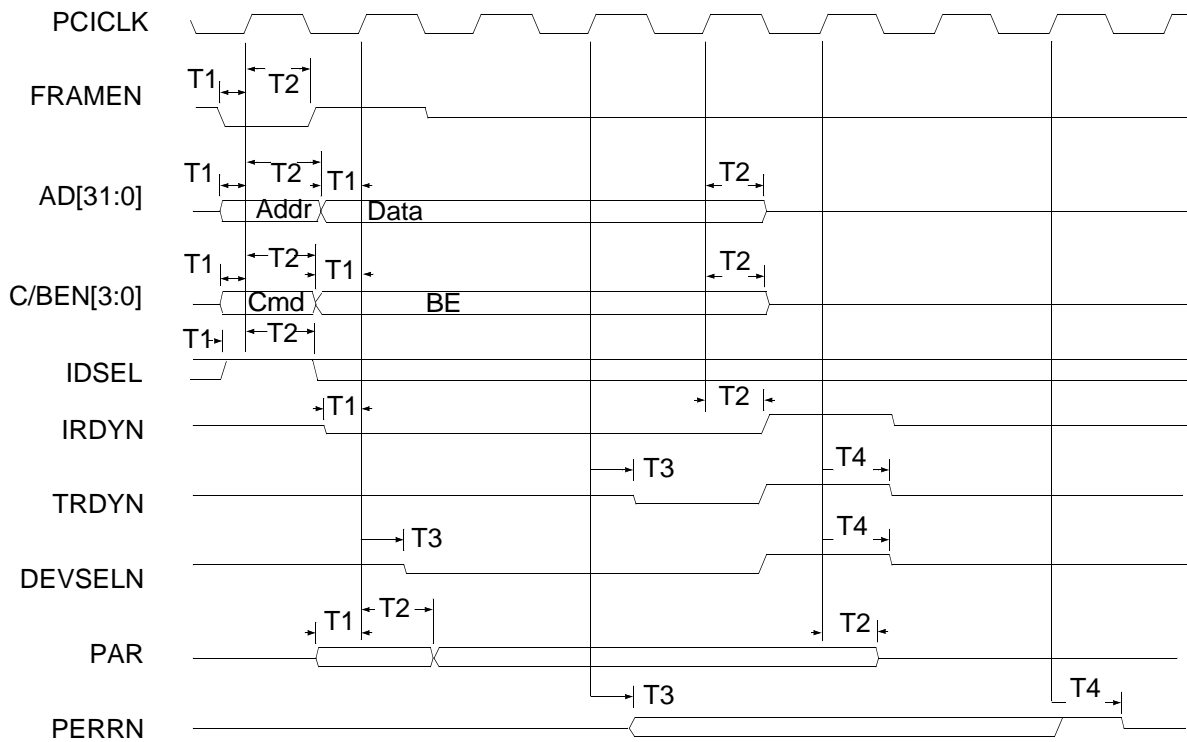 PCICLK
T1 T2
FRAMEN
T1 T2 T1 T2
AD[31:0]
Addr Data
T1 T2 T1 T2
C/BEN[3:0]
Cmd BE
T1 T2
IDSEL
T1 T2
IRDYN
T3 T4
TRDYN
T3 T4
DEVSELN
T1 T2 T2
PAR
T3 T4
PERRN